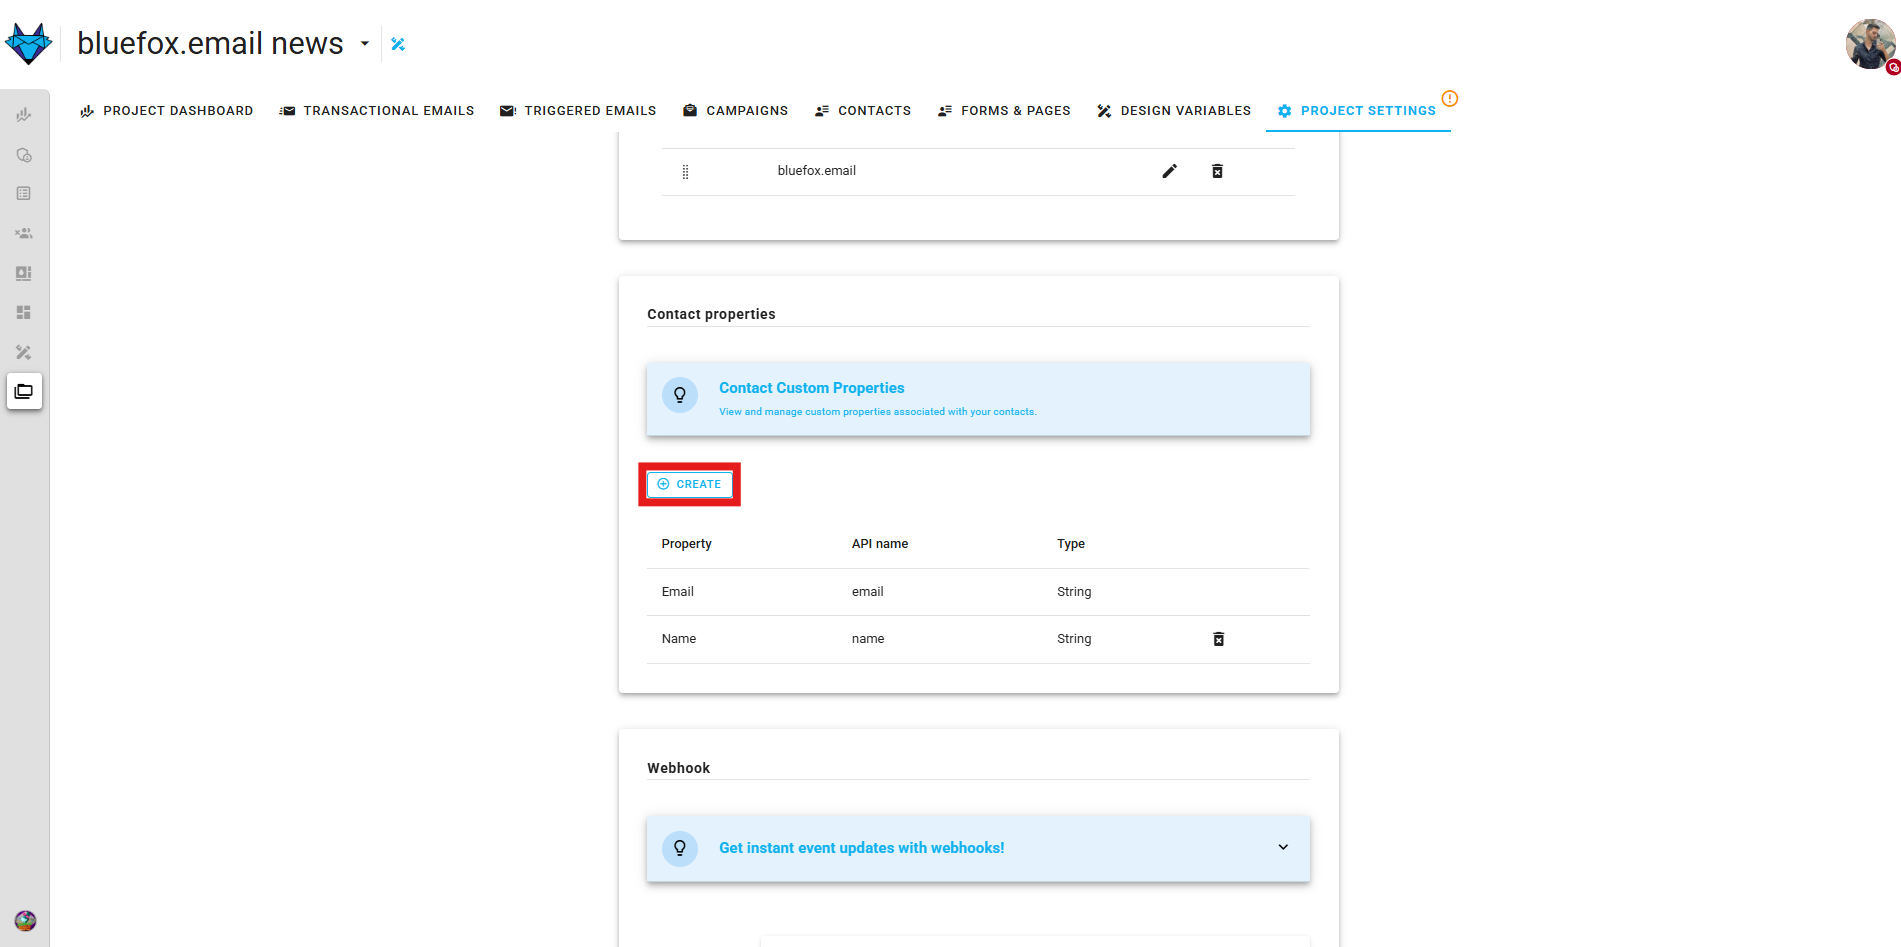 bluefox.email news
PROJECT DASHBOARD
TRANSACTIONAL EMAILS
TRIGGERED EMAILS
CAMPAIGNS
CONTACTS
FORMS & PAGES
DESIGN VARIABLES
PROJECT SETTINGS
bluefox.email
Contact properties
Contact Custom Properties
View and manage custom properties associated with your contacts.
CREATE
Property API name Type
Email email String
Name name String
Webhook
Get instant event updates with webhooks!